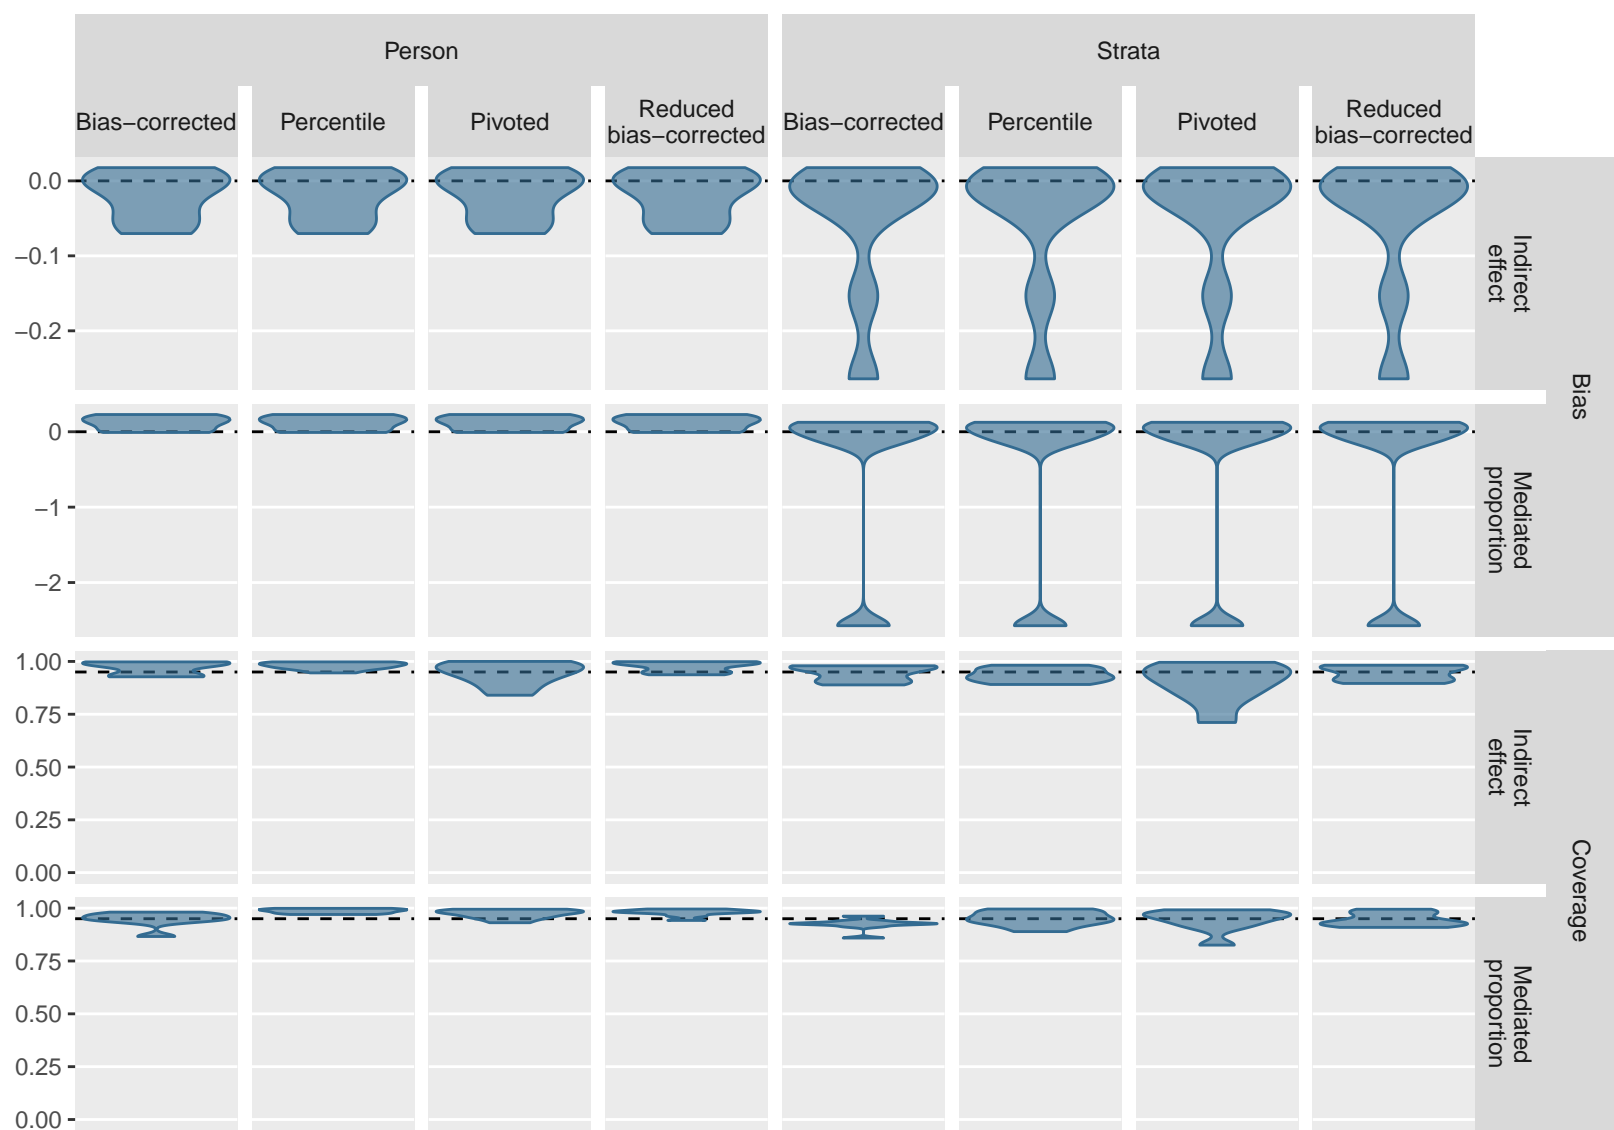 Person
Strata
Bias−corrected
Percentile
Pivoted
Reduced
bias−corrected
Bias−corrected
Percentile
Pivoted
Reduced
bias−corrected
0.0
−0.1
−0.2
Indirect
effect
Bias
0
−1
−2
Mediated
proportion
1.00
0.75
0.50
0.25
0.00
Indirect
effect
Coverage
1.00
0.75
0.50
0.25
0.00
Mediated
proportion